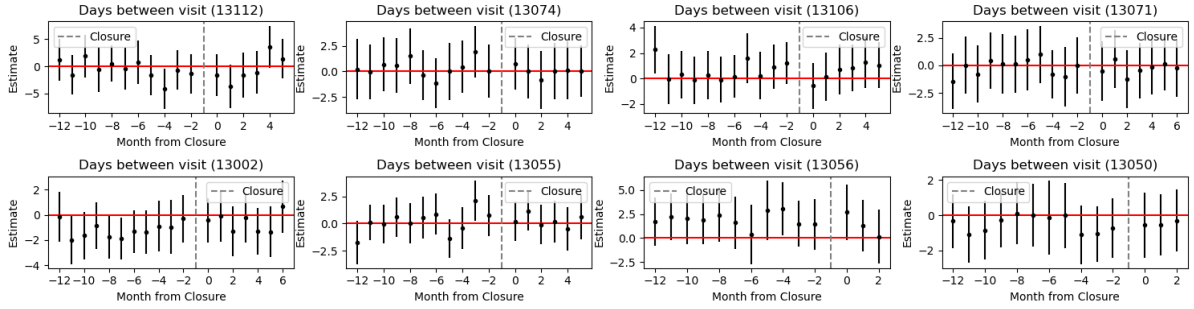 Days between visit (13112)
Days between visit (13074)
Days between visit (13106)
Days between visit (13071)
Estimate
5
0
−5
Closure
−12 −10 −8 −6 −4 −2 0 2 4
Month from Closure
Estimate
2.5
0.0
−2.5
Closure
−12 −10 −8 −6 −4 −2 0 2 4
Month from Closure
Estimate
4
2
0
−2
Closure
−12 −10 −8 −6 −4 −2 0 2 4
Month from Closure
Estimate
2.5
0.0
−2.5
Closure
−12 −10 −8 −6 −4 −2 0 2 4 6
Month from Closure
Days between visit (13002)
Days between visit (13055)
Days between visit (13056)
Days between visit (13050)
Estimate
2
0
−2
−4
Closure
−12 −10 −8 −6 −4 −2 0 2 4 6
Month from Closure
Estimate
2.5
0.0
−2.5
Closure
−12 −10 −8 −6 −4 −2 0 2 4
Month from Closure
Estimate
5.0
2.5
0.0
−2.5
Closure
−12 −10 −8 −6 −4 −2 0 2
Month from Closure
Estimate
2
0
−2
Closure
−12 −10 −8 −6 −4 −2 0 2
Month from Closure